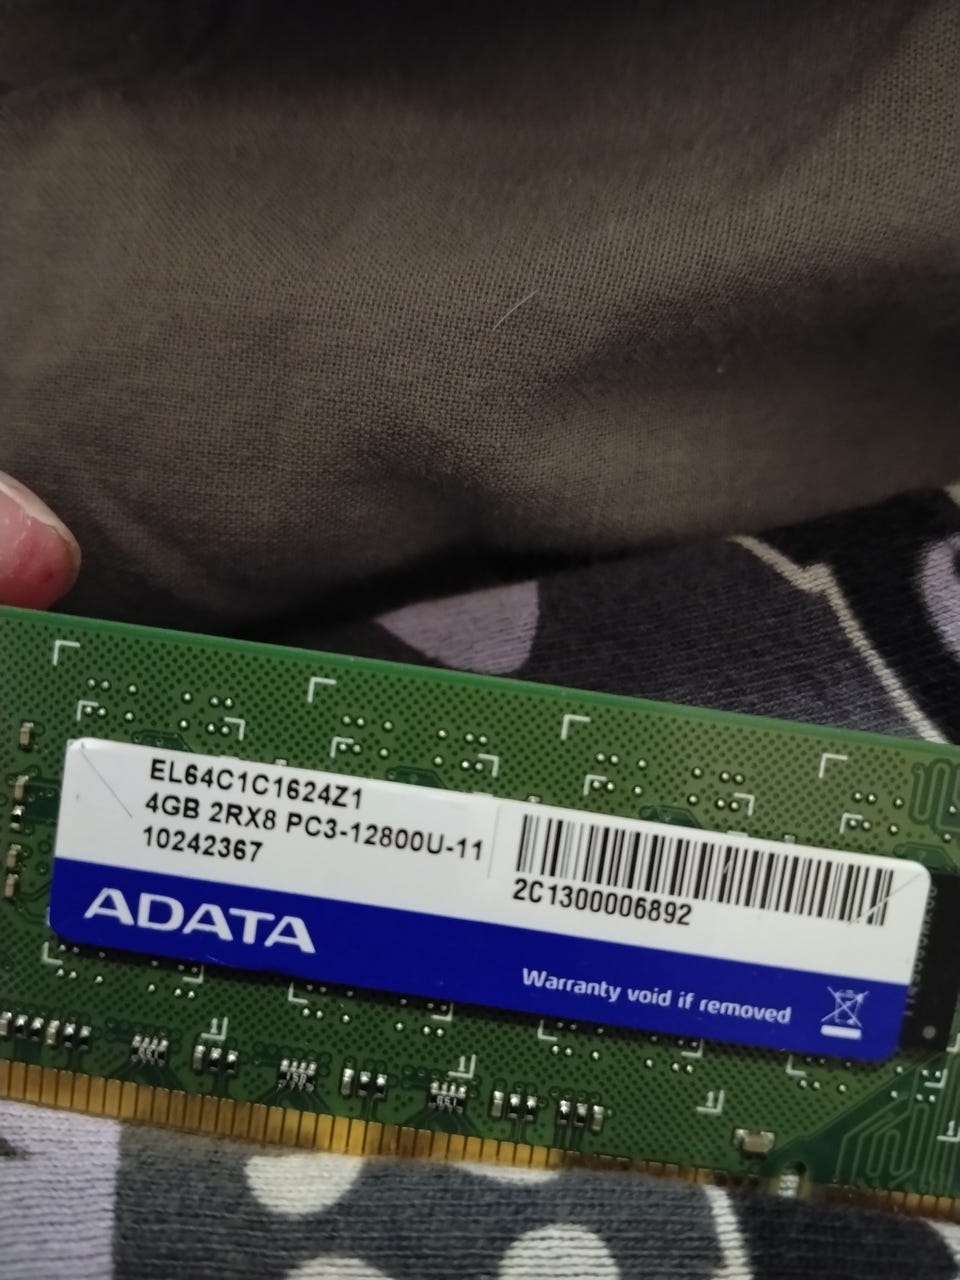 EL64C1C1624Z1
4GB 2RX8 PC3-12800U-11
10242367
2C1300006892
ADATA
Warranty void if removed